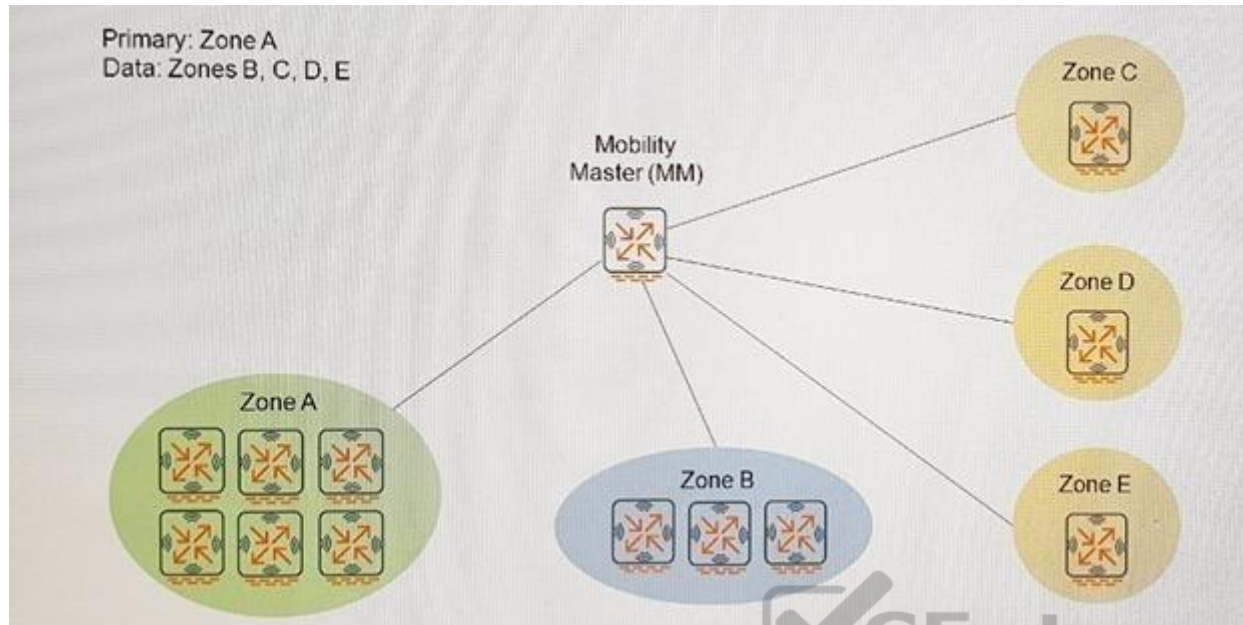 Primary: Zone A
Data: Zones B, C, D, E
Zone C
Mobility
Master (MM)
Zone D
Zone A
Zone B
Zone E